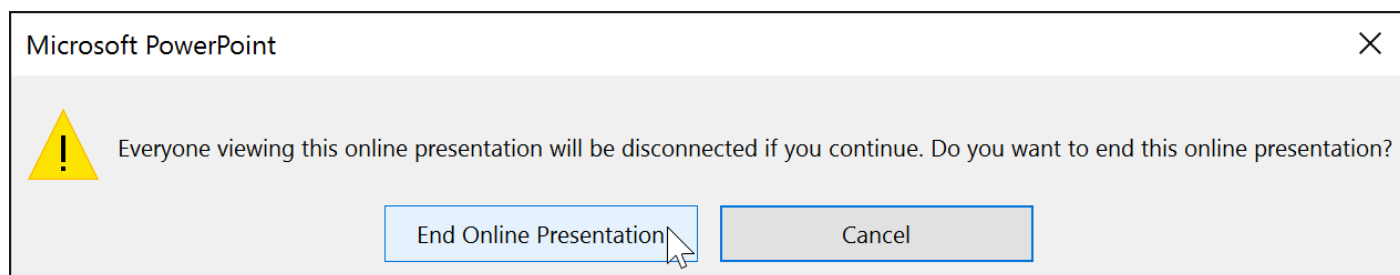 Microsoft PowerPoint
Everyone viewing this online presentation will be disconnected if you continue. Do you want to end this online presentation?
End Online Presentation
Cancel